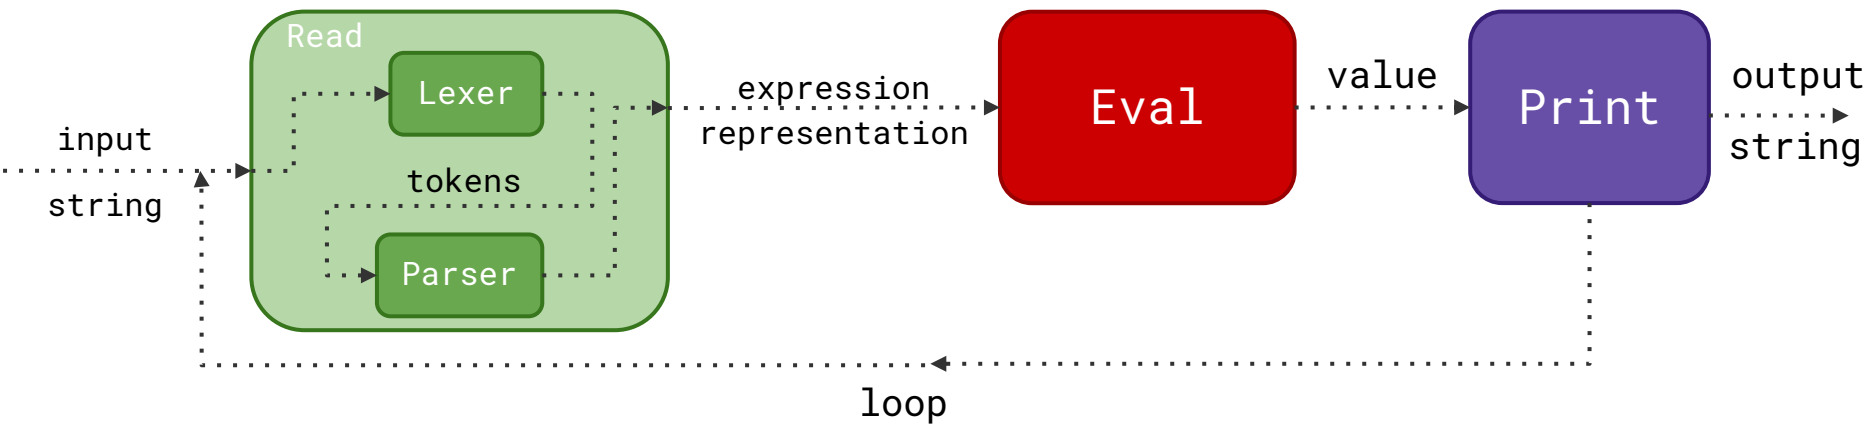 Read
Lexer
input
string
tokens
Parser
expression
representation
Eval
value
Print
output
string
loop